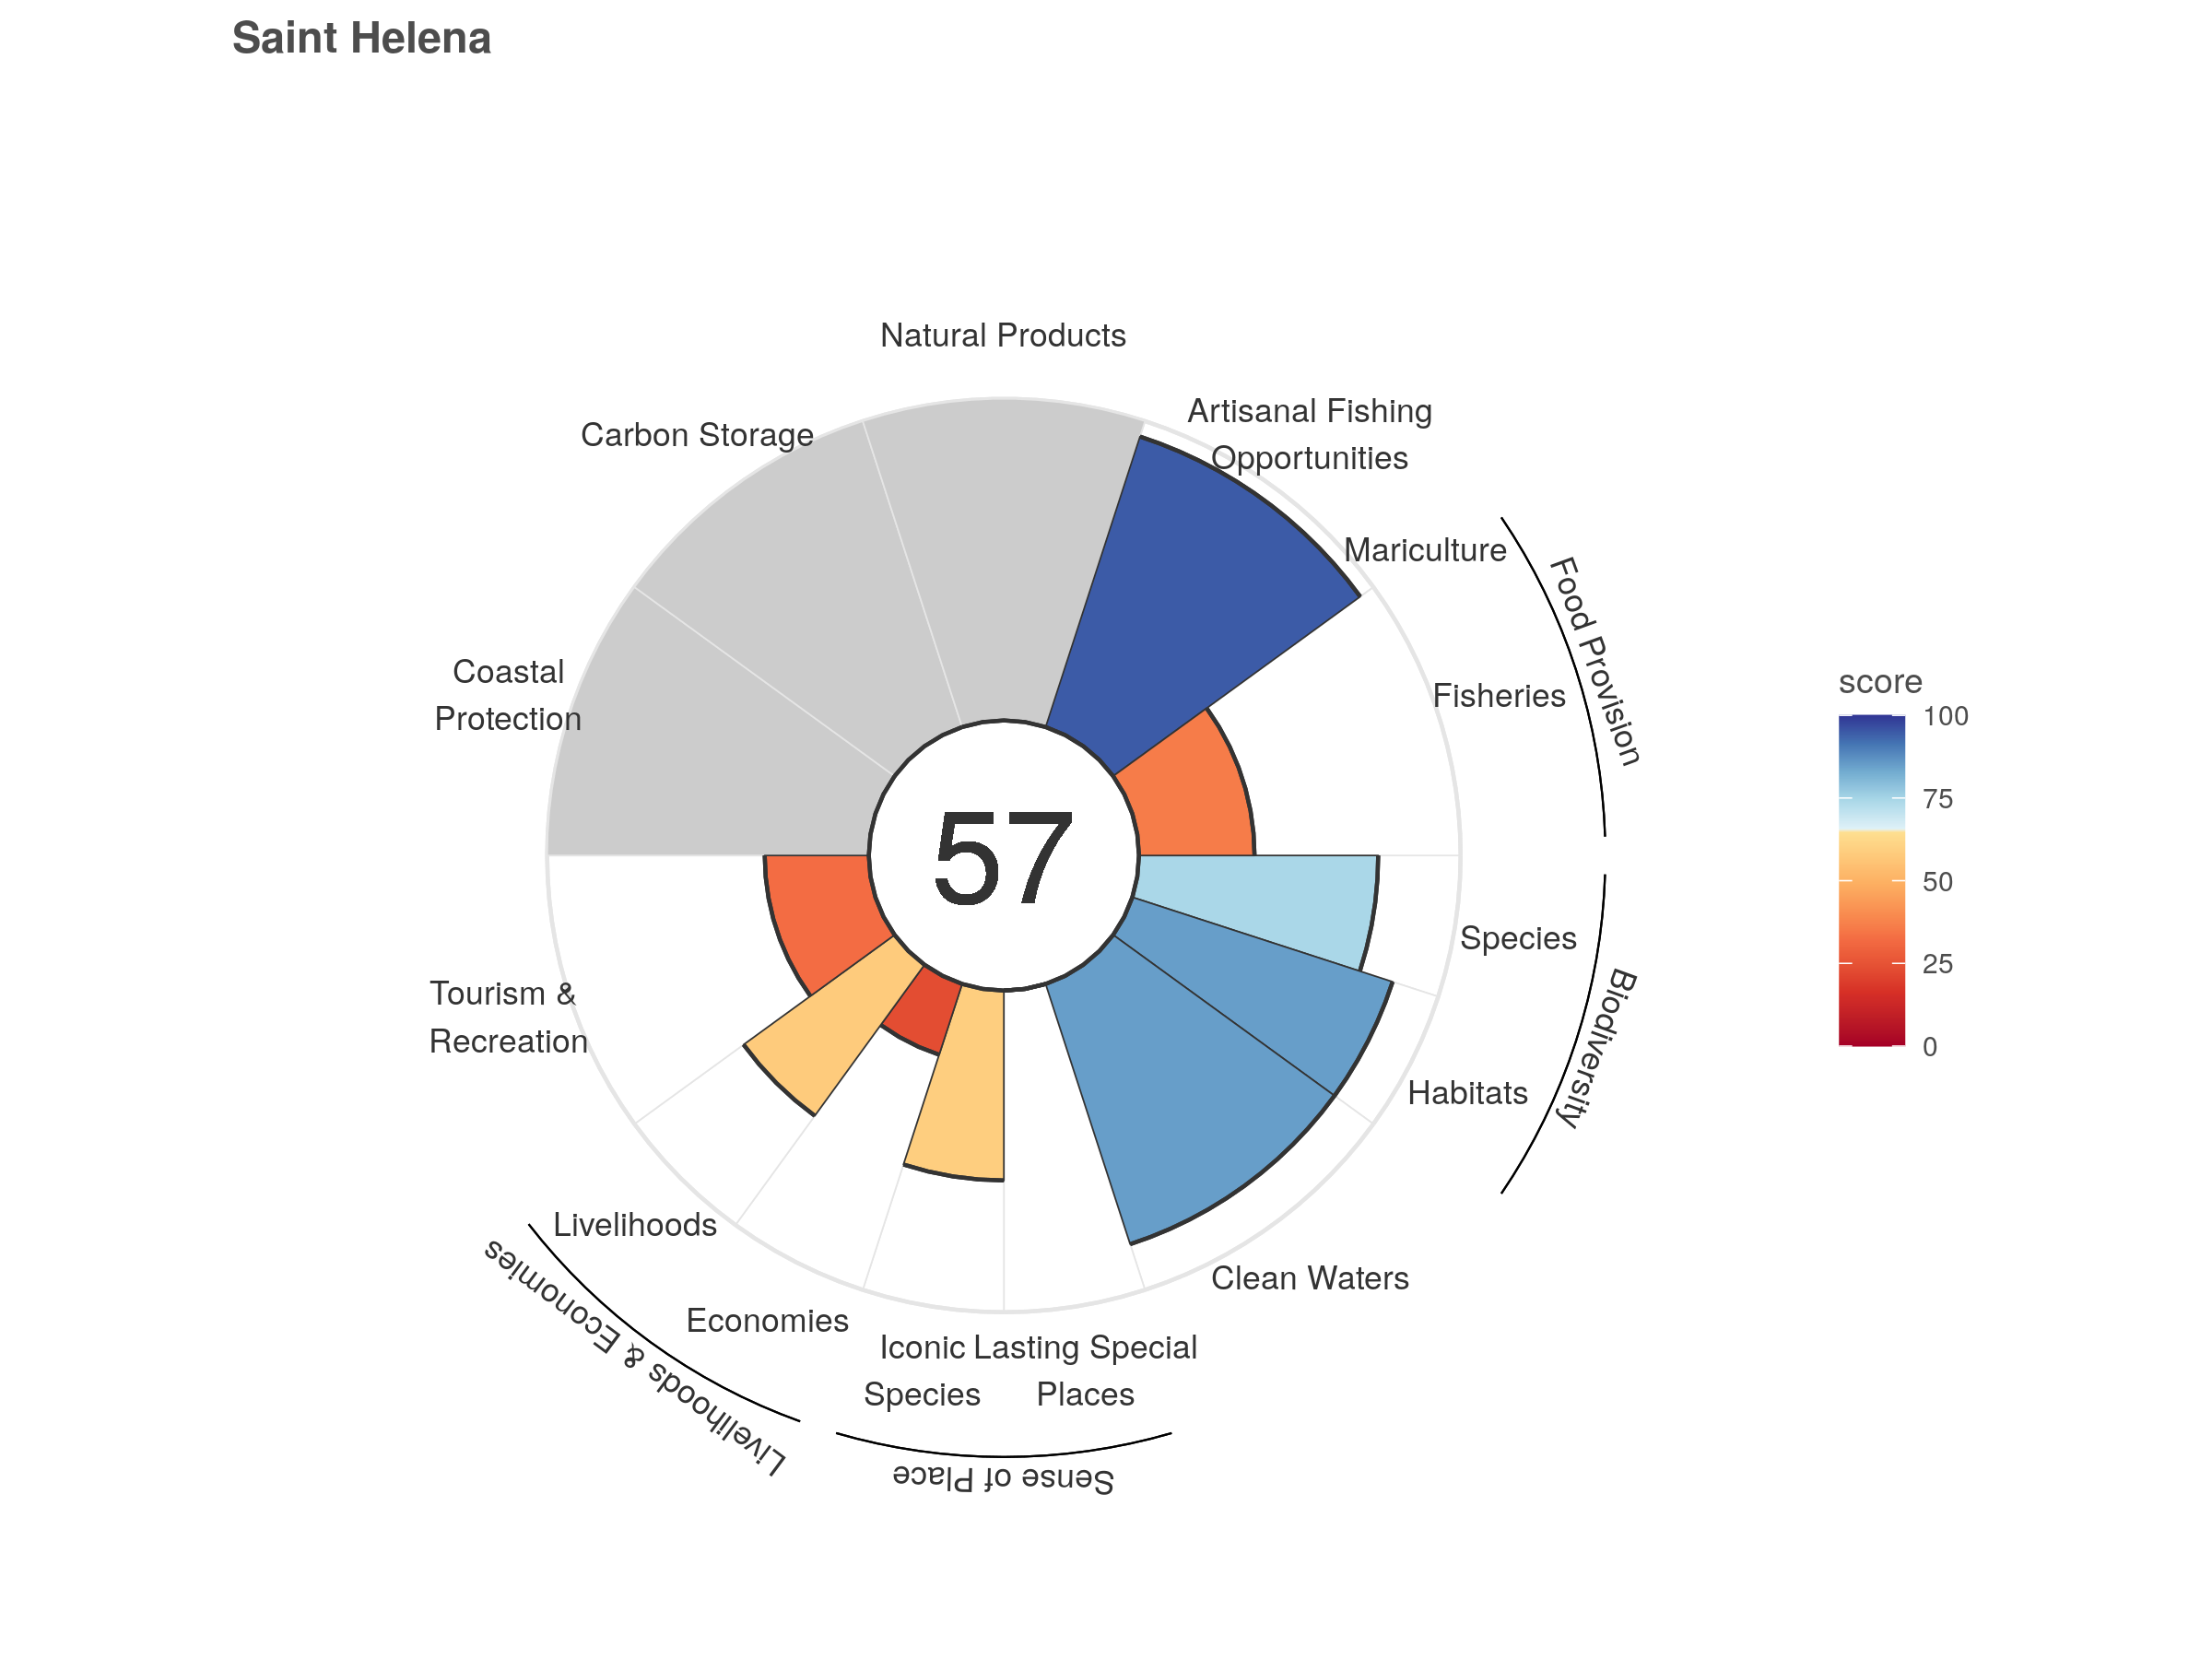 Saint Helena
Natural Products
Artisanal Fishing
Opportunities
Carbon Storage
Mariculture
Food Provision
Fisheries
Coastal
Protection
score
100
75
50
25
0
57
Species
Biodiversity
Tourism &
Recreation
Habitats
Livelihoods
Clean Waters
Livelihoods & Economies
Economies
Iconic
Species
Lasting Special
Places
Sense of Place